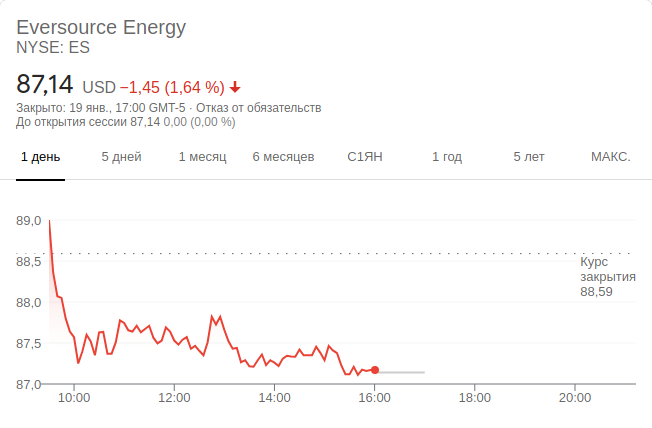 Eversource Energy
NYSE: ES
87,14 USD −1,45 (1,64 %)
Закрыто: 19 янв., 17:00 GMT-5 · Отказ от обязательств
До открытия сессии 87,14 0,00 (0,00 %)
1 день 5 дней 1 месяц 6 месяцев С1ЯН 1 год 5 лет МАКС.
89,0
88,5
88,0
87,5
87,0
Курс
закрытия
88,59
10:00 12:00 14:00 16:00 18:00 20:00